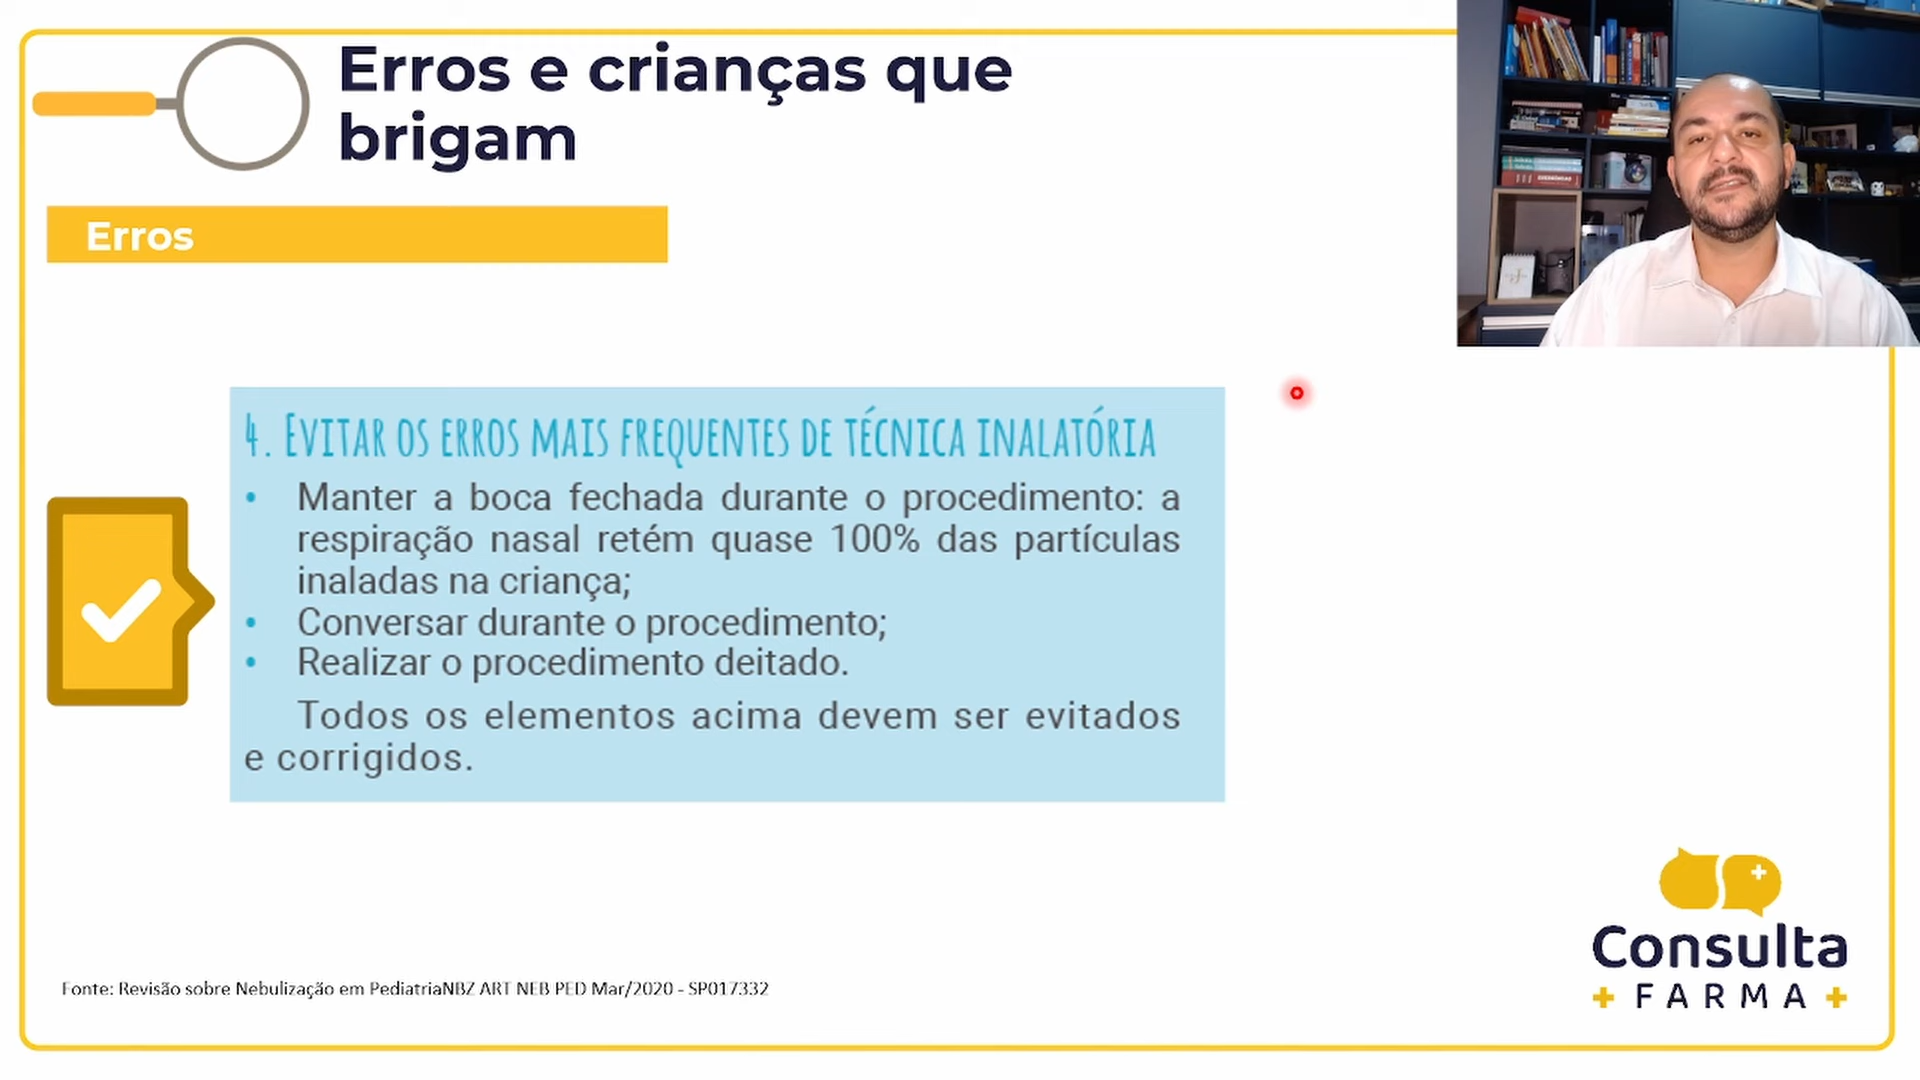 Erros e crianças que
brigam
Erros
4. Evitar os erros mais frequentes de técnica inalatória
• Manter a boca fechada durante o procedimento: a
respiração nasal retém quase 100% das partículas
inaladas na criança;
• Conversar durante o procedimento;
• Realizar o procedimento deitado.
Todos os elementos acima devem ser evitados
e corrigidos.
Fonte: Revisão sobre Nebulização em PediatriaNBZ ART NEB PED Mar/2020 - SP017332
Consulta
+ FARMA +